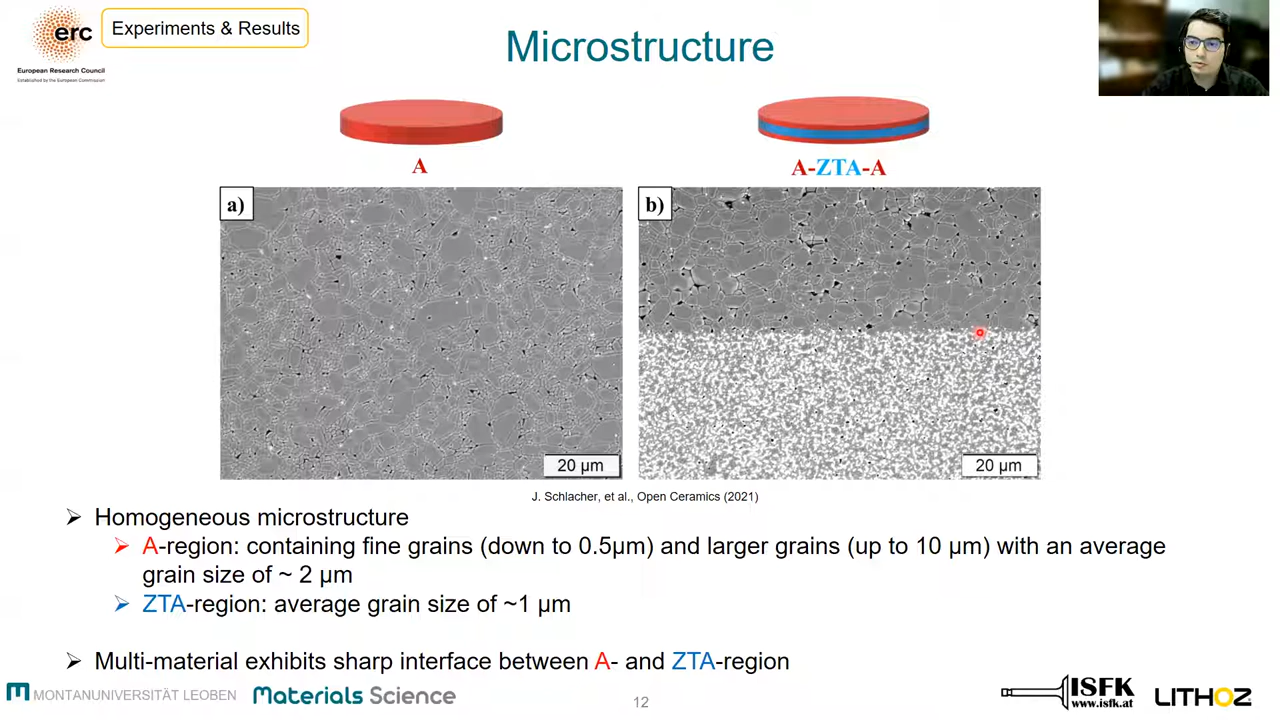 erc
European Research Council
Established by the European Commission
Experiments & Results
Microstructure
A
A-ZTA-A
a)
b)
20 µm
20 µm
J. Schlacher, et al., Open Ceramics (2021)
➢ Homogeneous microstructure
➢ A-region: containing fine grains (down to 0.5µm) and larger grains (up to 10 µm) with an average
grain size of ~ 2 µm
➢ ZTA-region: average grain size of ~1 µm
➢ Multi-material exhibits sharp interface between A- and ZTA-region
MONTANUNIVERSITÄT LEOBEN
Materials Science
12
ISFK
www.isfk.at
LITHOZ